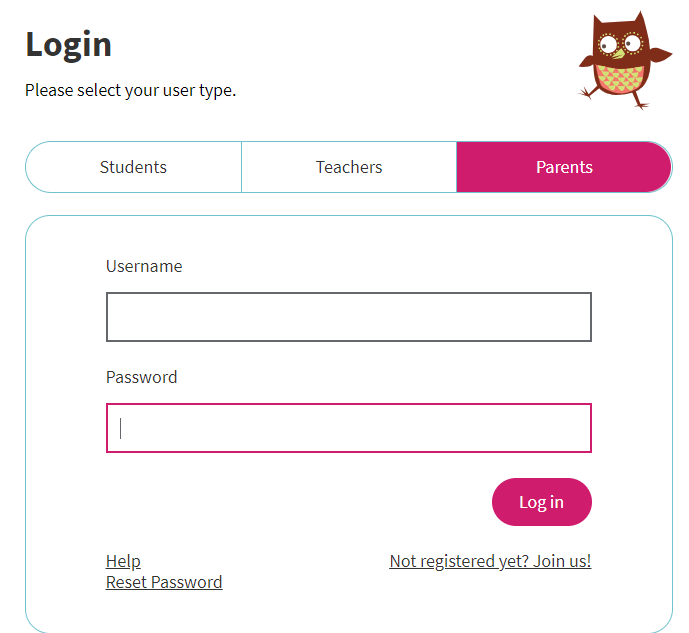 Login
Please select your user type.
Students
Teachers
Parents
Username
Password
Log in
Help
Not registered yet? Join us!
Reset Password